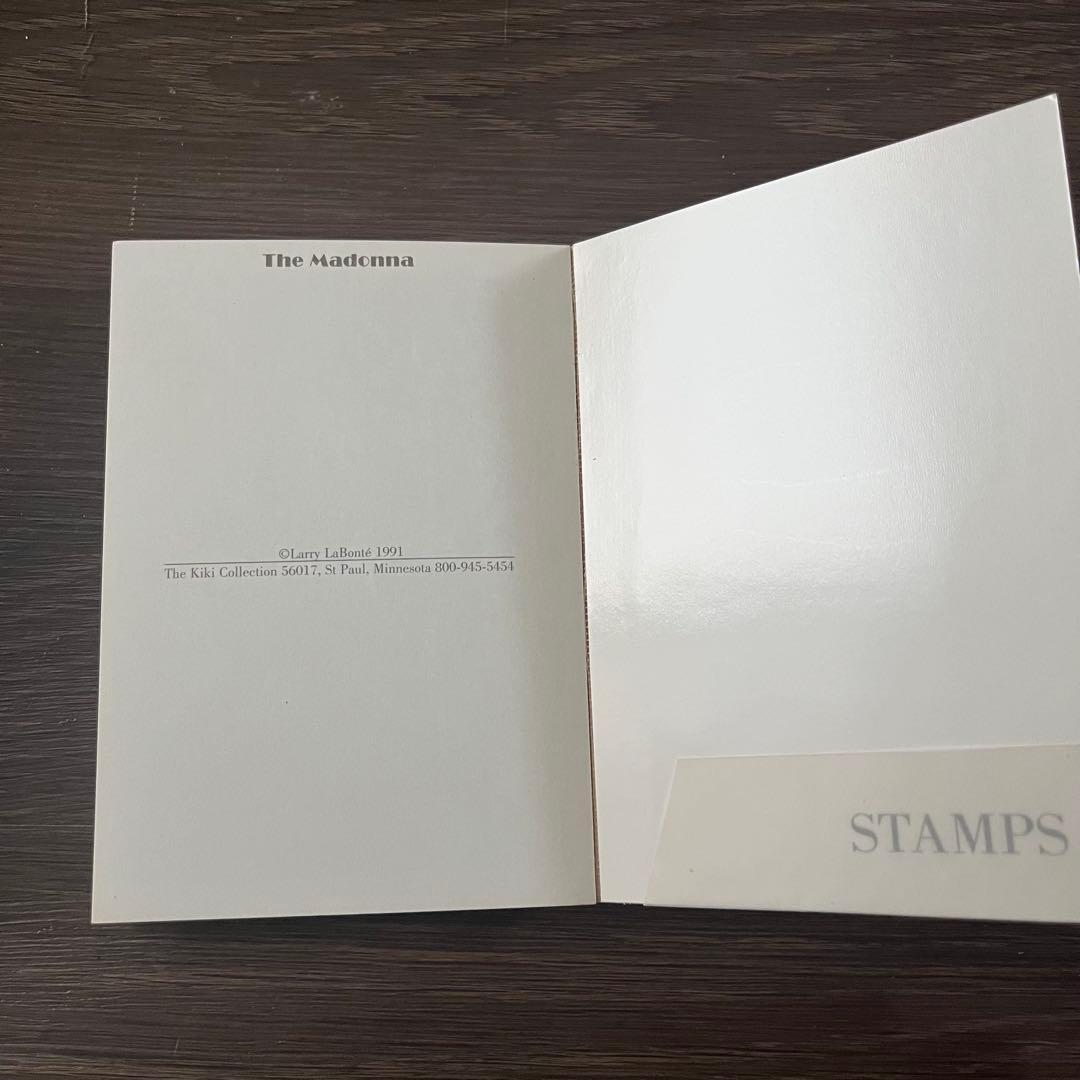 The Madonna
©Larry LaBonté 1991
The Kiki Collection 56017, St Paul, Minnesota 800-945-5454
STAMPS